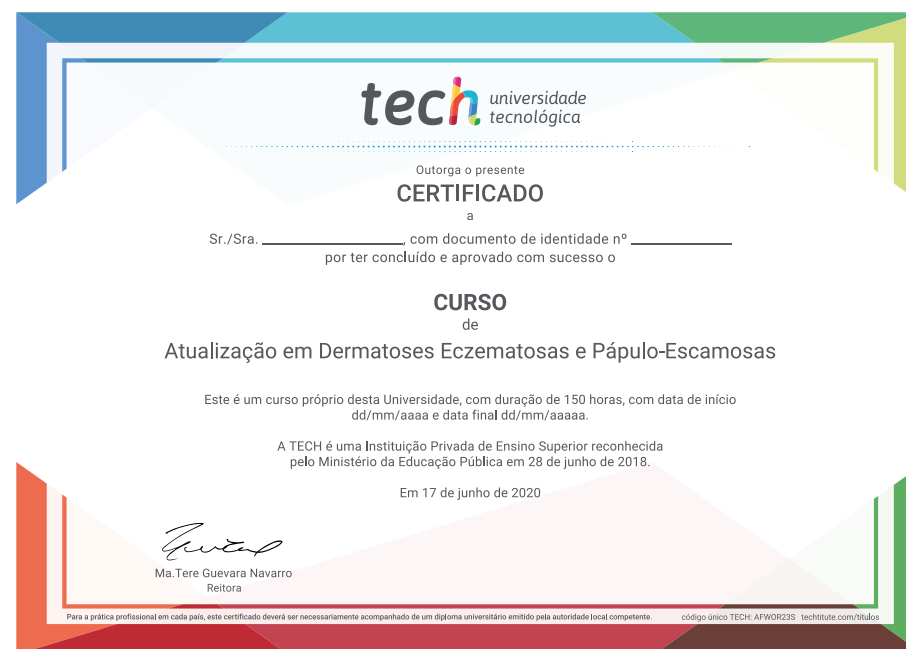 tech universidade
tecnológica
Outorga o presente
CERTIFICADO
a
Sr./Sra. ____________, com documento de identidade nº ____________
por ter concluído e aprovado com sucesso o
CURSO
de
Atualização em Dermatoses Eczematosas e Pápulo-Escamosas
Este é um curso próprio desta Universidade, com duração de 150 horas, com data de início
dd/mm/aaaa e data final dd/mm/aaaaa.
A TECH é uma Instituição Privada de Ensino Superior reconhecida
pelo Ministério da Educação Pública em 28 de junho de 2018.
Em 17 de junho de 2020
Ma.Tere Guevara Navarro
Reitora
Para a prática profissional em cada país, este certificado deverá ser necessariamente acompanhado de um diploma universitário emitido pela autoridade local competente. código único TECH: AFWOR23S techtitute.com/titulos